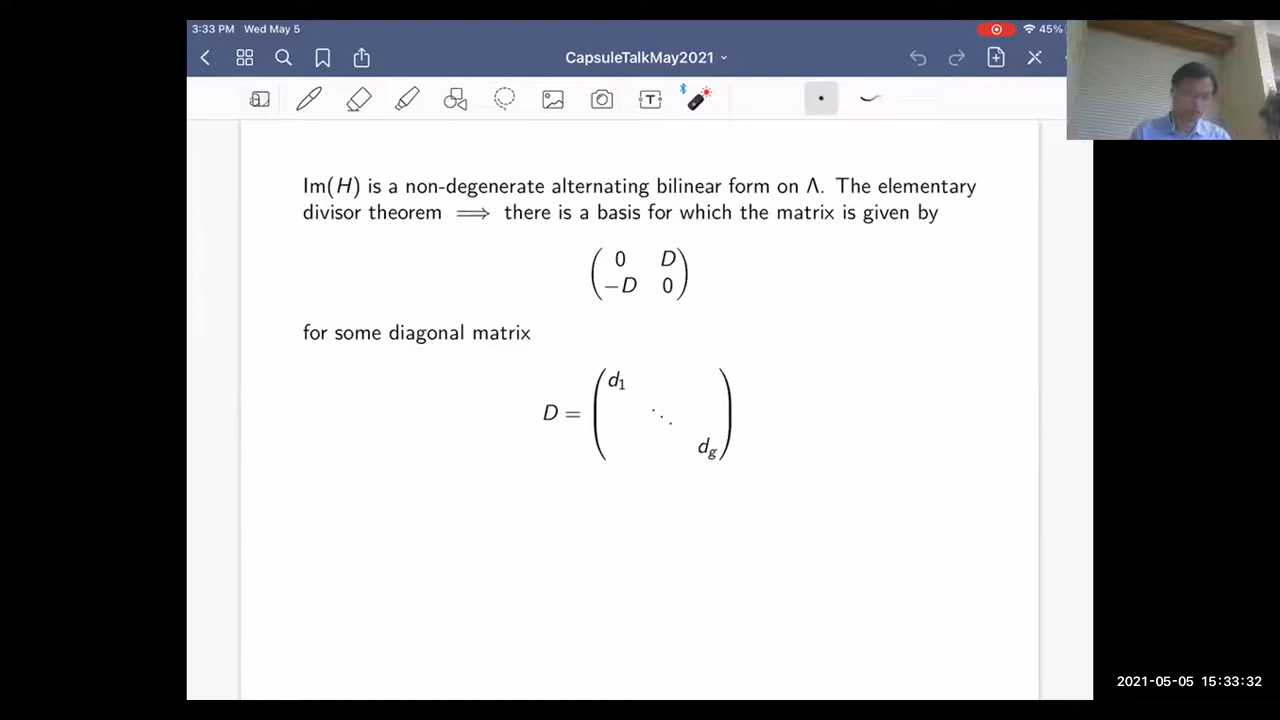 3:33 PM Wed May 5
45%
CapsuleTalkMay2021
T
Im(H) is a non-degenerate alternating bilinear form on Λ. The elementary
divisor theorem ⟹ there is a basis for which the matrix is given by
0 D
−D 0
for some diagonal matrix
d₁
D = ⋱
d_g
2021-05-05 15:33:32